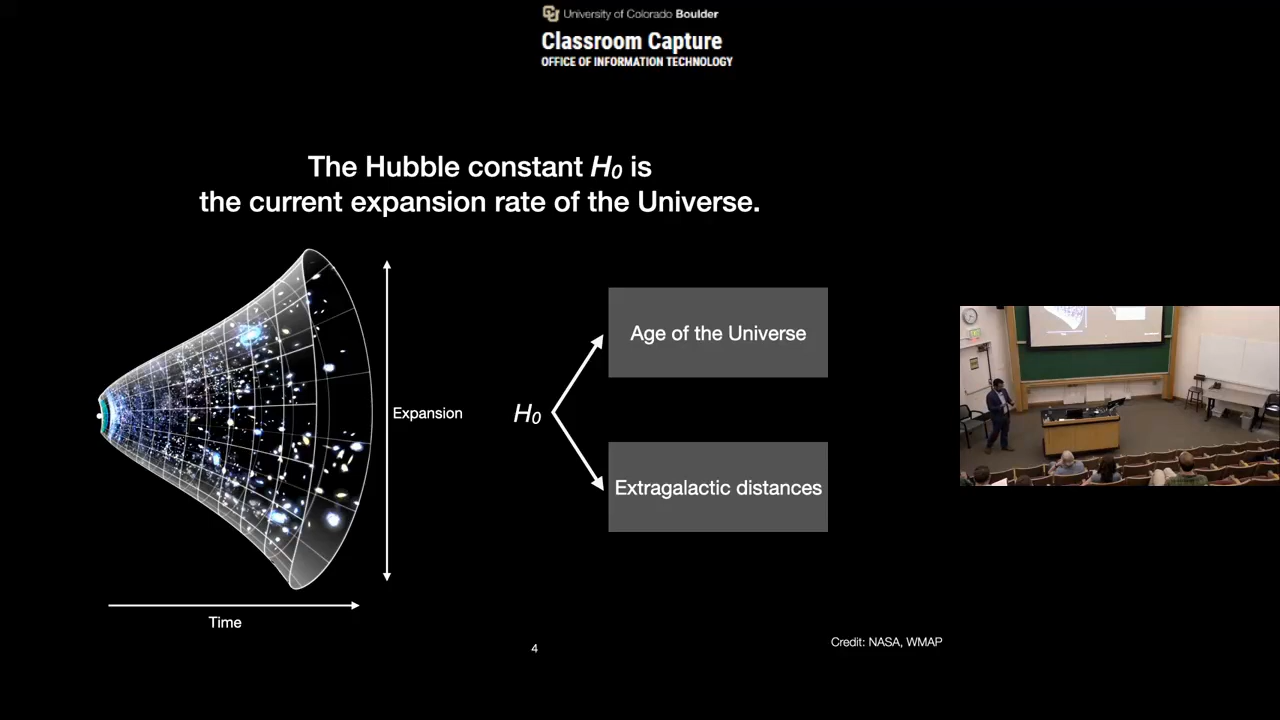 University of Colorado Boulder
Classroom Capture
OFFICE OF INFORMATION TECHNOLOGY
The Hubble constant H₀ is
the current expansion rate of the Universe.
Age of the Universe
Expansion
H₀
Extragalactic distances
Time
Credit: NASA, WMAP
4